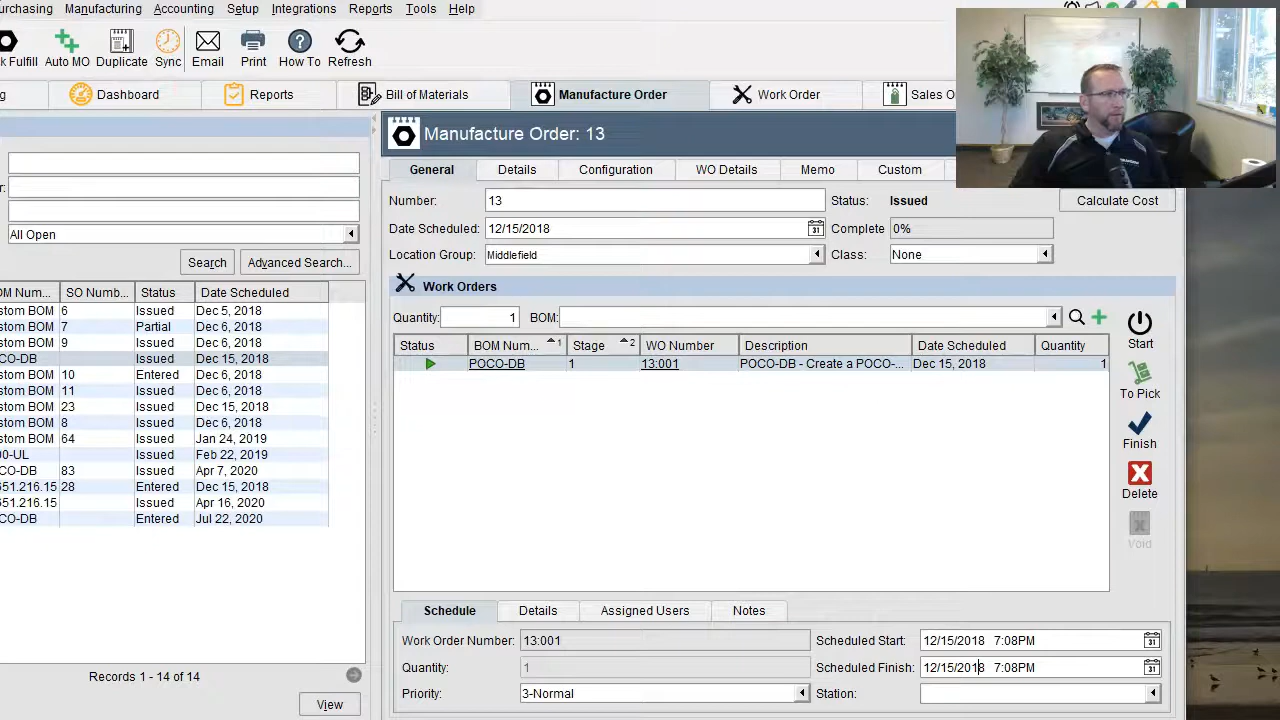 urchasing Manufacturing Accounting Setup Integrations Reports Tools Help
k Fulfill Auto MO Duplicate Sync Email Print How To Refresh
g Dashboard Reports Bill of Materials Manufacture Order Work Order Sales O
Manufacture Order: 13
General Details Configuration WO Details Memo Custom
r:
All Open
Search Advanced Search...
OM Num... SO Numb... Status Date Scheduled
stom BOM 6 Issued Dec 5, 2018
stom BOM 7 Partial Dec 6, 2018
stom BOM 9 Issued Dec 6, 2018
CO-DB Issued Dec 15, 2018
stom BOM 10 Entered Dec 6, 2018
stom BOM 11 Issued Dec 6, 2018
stom BOM 23 Issued Dec 15, 2018
stom BOM 8 Issued Dec 6, 2018
stom BOM 64 Issued Jan 24, 2019
00-UL Issued Feb 22, 2019
CO-DB 83 Issued Apr 7, 2020
651.216.15 28 Entered Dec 15, 2018
651.216.15 Issued Apr 16, 2020
CO-DB Entered Jul 22, 2020
Records 1 - 14 of 14
View
Number: 13 Status: Issued Calculate Cost
Date Scheduled: 12/15/2018 31 Complete 0%
Location Group: Middlefield Class: None
Work Orders
Quantity: 1 BOM:
Status BOM Num... 1 Stage 2 WO Number Description Date Scheduled Quantity
POCO-DB 1 13:001 POCO-DB - Create a POCO-... Dec 15, 2018 1
Start
To Pick
Finish
Delete
Void
Schedule Details Assigned Users Notes
Work Order Number: 13:001 Scheduled Start: 12/15/2018 7:08PM 31
Quantity: 1 Scheduled Finish: 12/15/2018 7:08PM 31
Priority: 3-Normal Station: